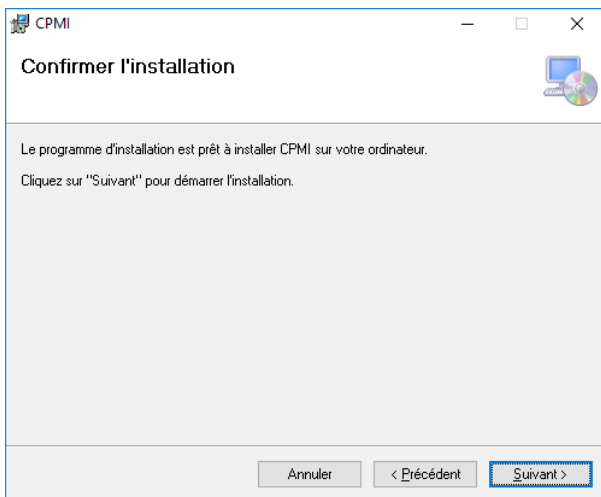 CPMI
Confirmer l'installation
Le programme d'installation est prêt à installer CPMI sur votre ordinateur.
Cliquez sur "Suivant" pour démarrer l'installation.
Annuler
< Précédent
Suivant >